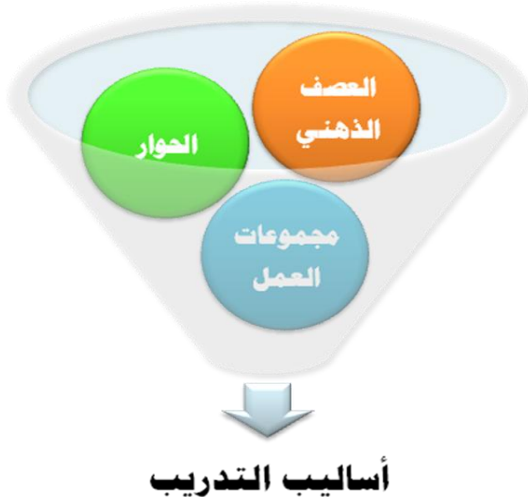 العصف
الذهني
الحوار
مجموعات
العمل
أساليب التدريب